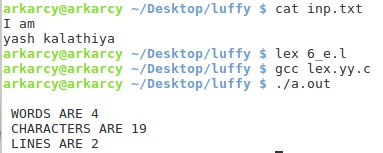 arkarcy@arkarcy ~/Desktop/luffy $ cat inp.txt
I am
yash kalathiya
arkarcy@arkarcy ~/Desktop/luffy $ lex 6_e.l
arkarcy@arkarcy ~/Desktop/luffy $ gcc lex.yy.c
arkarcy@arkarcy ~/Desktop/luffy $ ./a.out
WORDS ARE 4
CHARACTERS ARE 19
LINES ARE 2